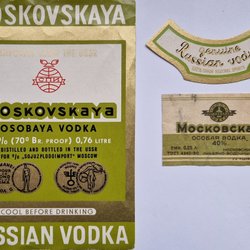 MOSKOVSKAYA
MOSKOVSKAYA
OSOBAYA VODKA
(70° BR. PROOF) 0,76 LITRE
DISTILLED AND BOTTLED IN THE USSR
FOR V/O "SOJUZPLODOIMPORT" MOSCOW
COOL BEFORE DRINKING
RUSSIAN VODKA
genuine
Russian vodka
Московская
ОСОБАЯ ВОДКА
40%